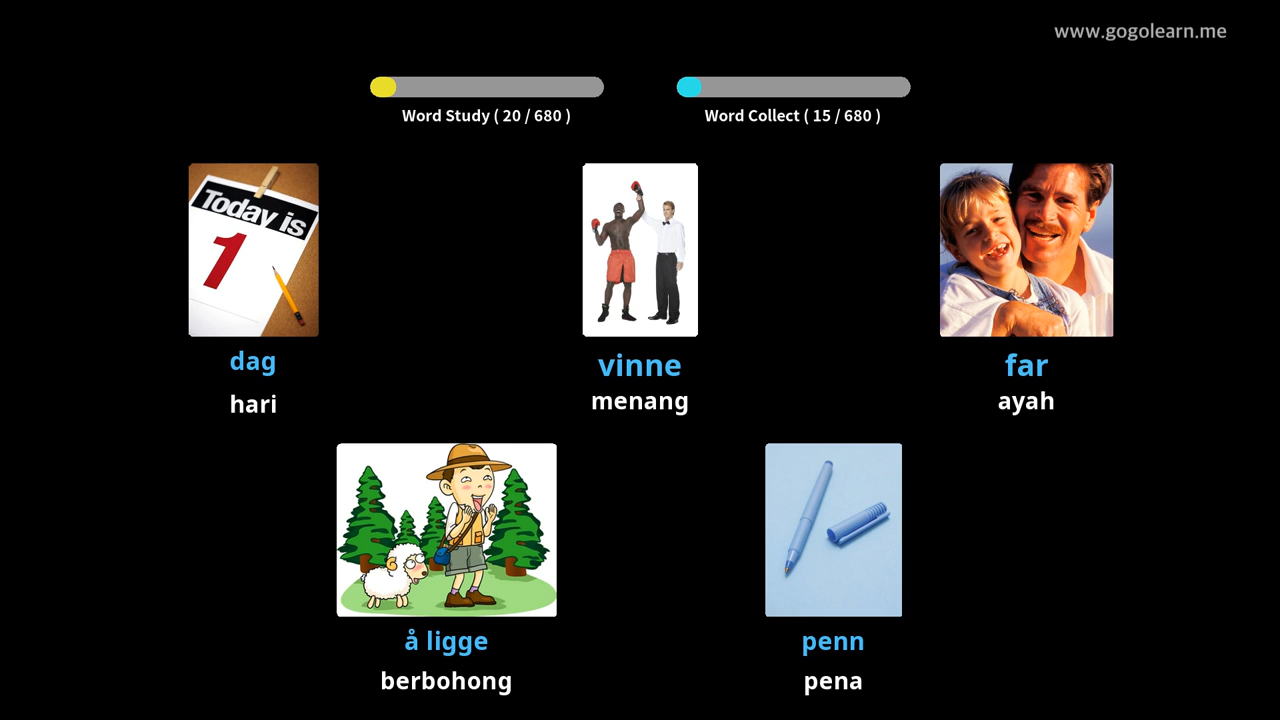 www.gogolearn.me
Word Study ( 20 / 680 )
Word Collect ( 15 / 680 )
Today is
1
dag
hari
vinne
menang
far
ayah
å ligge
berbohong
penn
pena